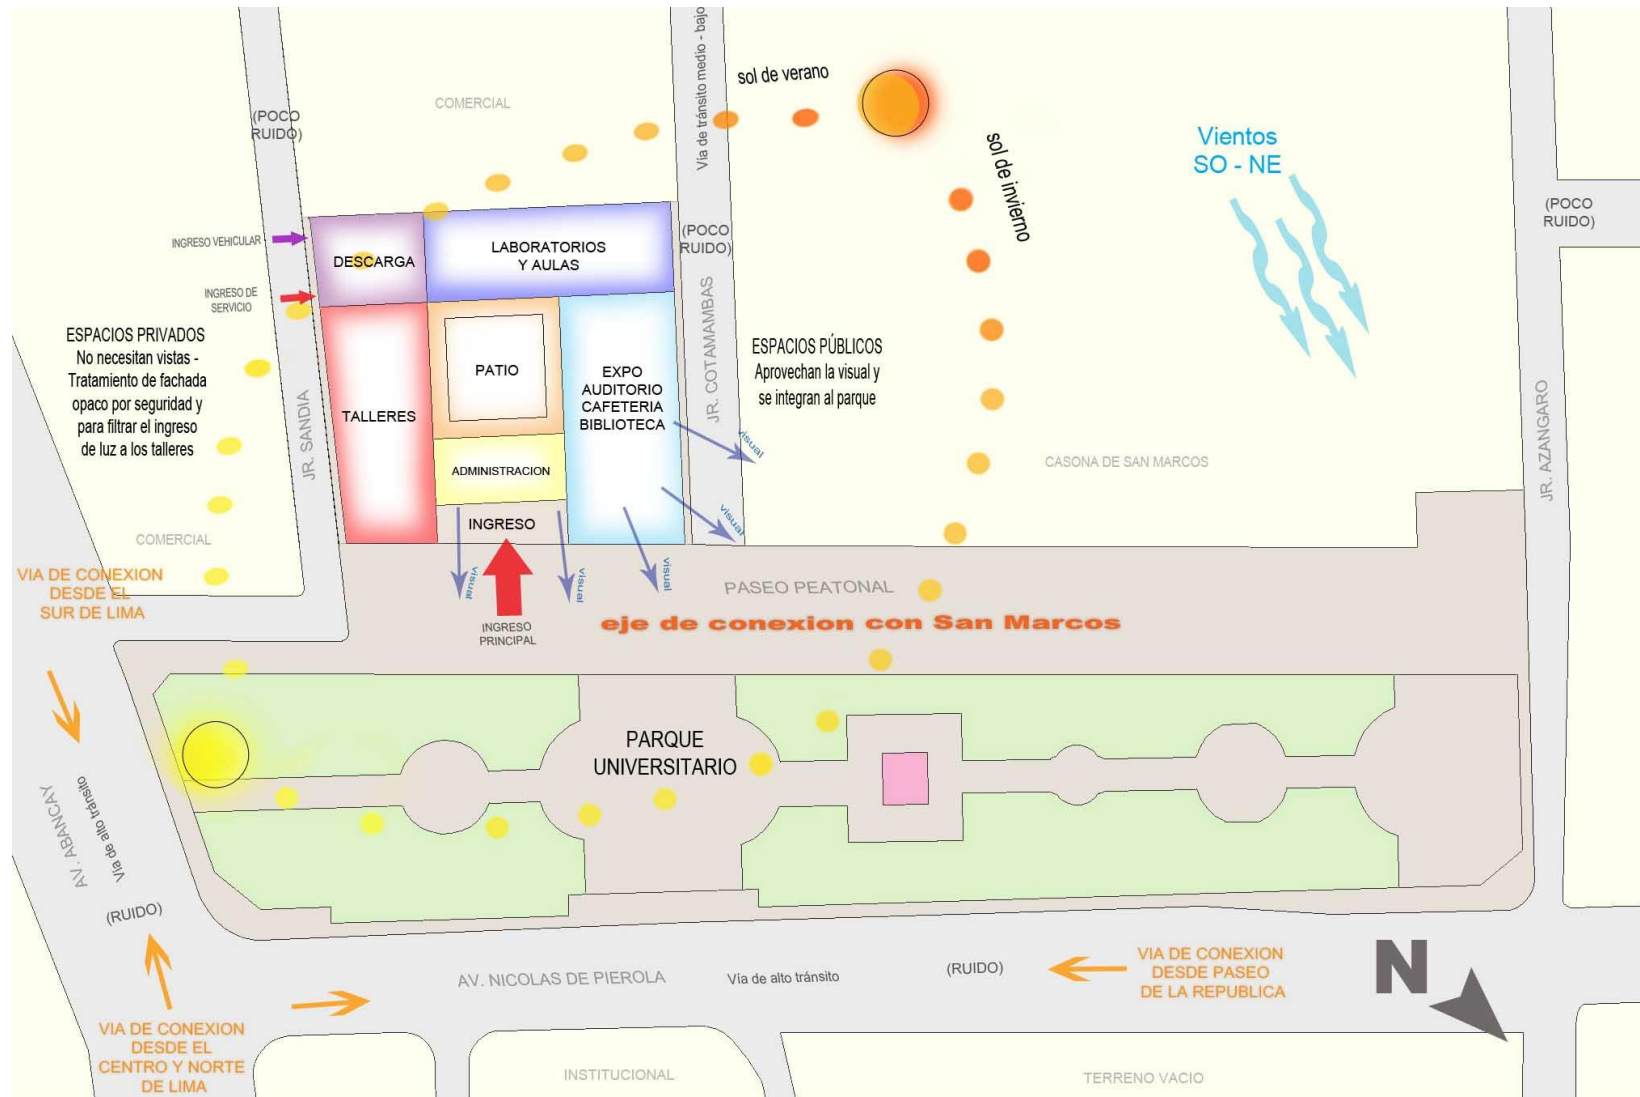 Vía de tránsito medio - bajo
sol de verano
COMERCIAL
(POCO
RUIDO)
sol de invierno
Vientos
SO - NE
(POCO
RUIDO)
INGRESO VEHICULAR
DESCARGA
LABORATORIOS
Y AULAS
(POCO
RUIDO)
INGRESO DE
SERVICIO
ESPACIOS PRIVADOS
No necesitan vistas -
Tratamiento de fachada
opaco por seguridad y
para filtrar el ingreso
de luz a los talleres
JR. SANDIA
TALLERES
PATIO
EXPO
AUDITORIO
CAFETERIA
BIBLIOTECA
JR. COTAMAMBAS
ESPACIOS PÚBLICOS
Aprovechan la visual y
se integran al parque
visual
CASONA DE SAN MARCOS
JR. AZANGARO
ADMINISTRACION
INGRESO
visual
COMERCIAL
VIA DE CONEXION
DESDE EL
SUR DE LIMA
visual
visual
visual
PASEO PEATONAL
INGRESO
PRINCIPAL
eje de conexion con San Marcos
PARQUE
UNIVERSITARIO
AV. ABANCAY
Vía de alto tránsito
(RUIDO)
AV. NICOLAS DE PIEROLA
Vía de alto tránsito
(RUIDO)
VIA DE CONEXION
DESDE PASEO
DE LA REPUBLICA
N
VIA DE CONEXION
DESDE EL
CENTRO Y NORTE
DE LIMA
INSTITUCIONAL
TERRENO VACIO